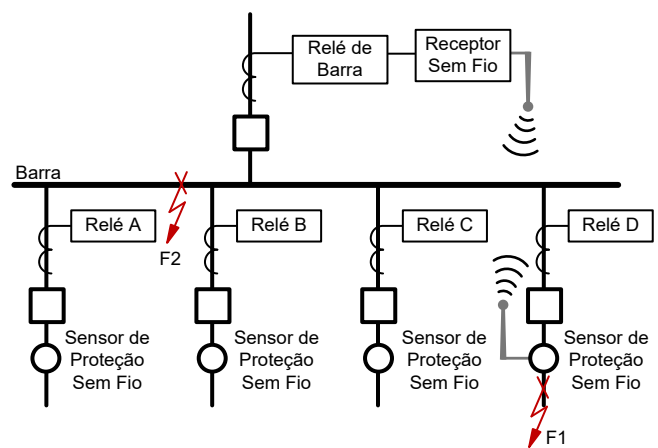 Relé de
Barra
Receptor
Sem Fio
Barra
Relé A
Relé B
Relé C
Relé D
F2
Sensor de
Proteção
Sem Fio
Sensor de
Proteção
Sem Fio
Sensor de
Proteção
Sem Fio
Sensor de
Proteção
Sem Fio
F1